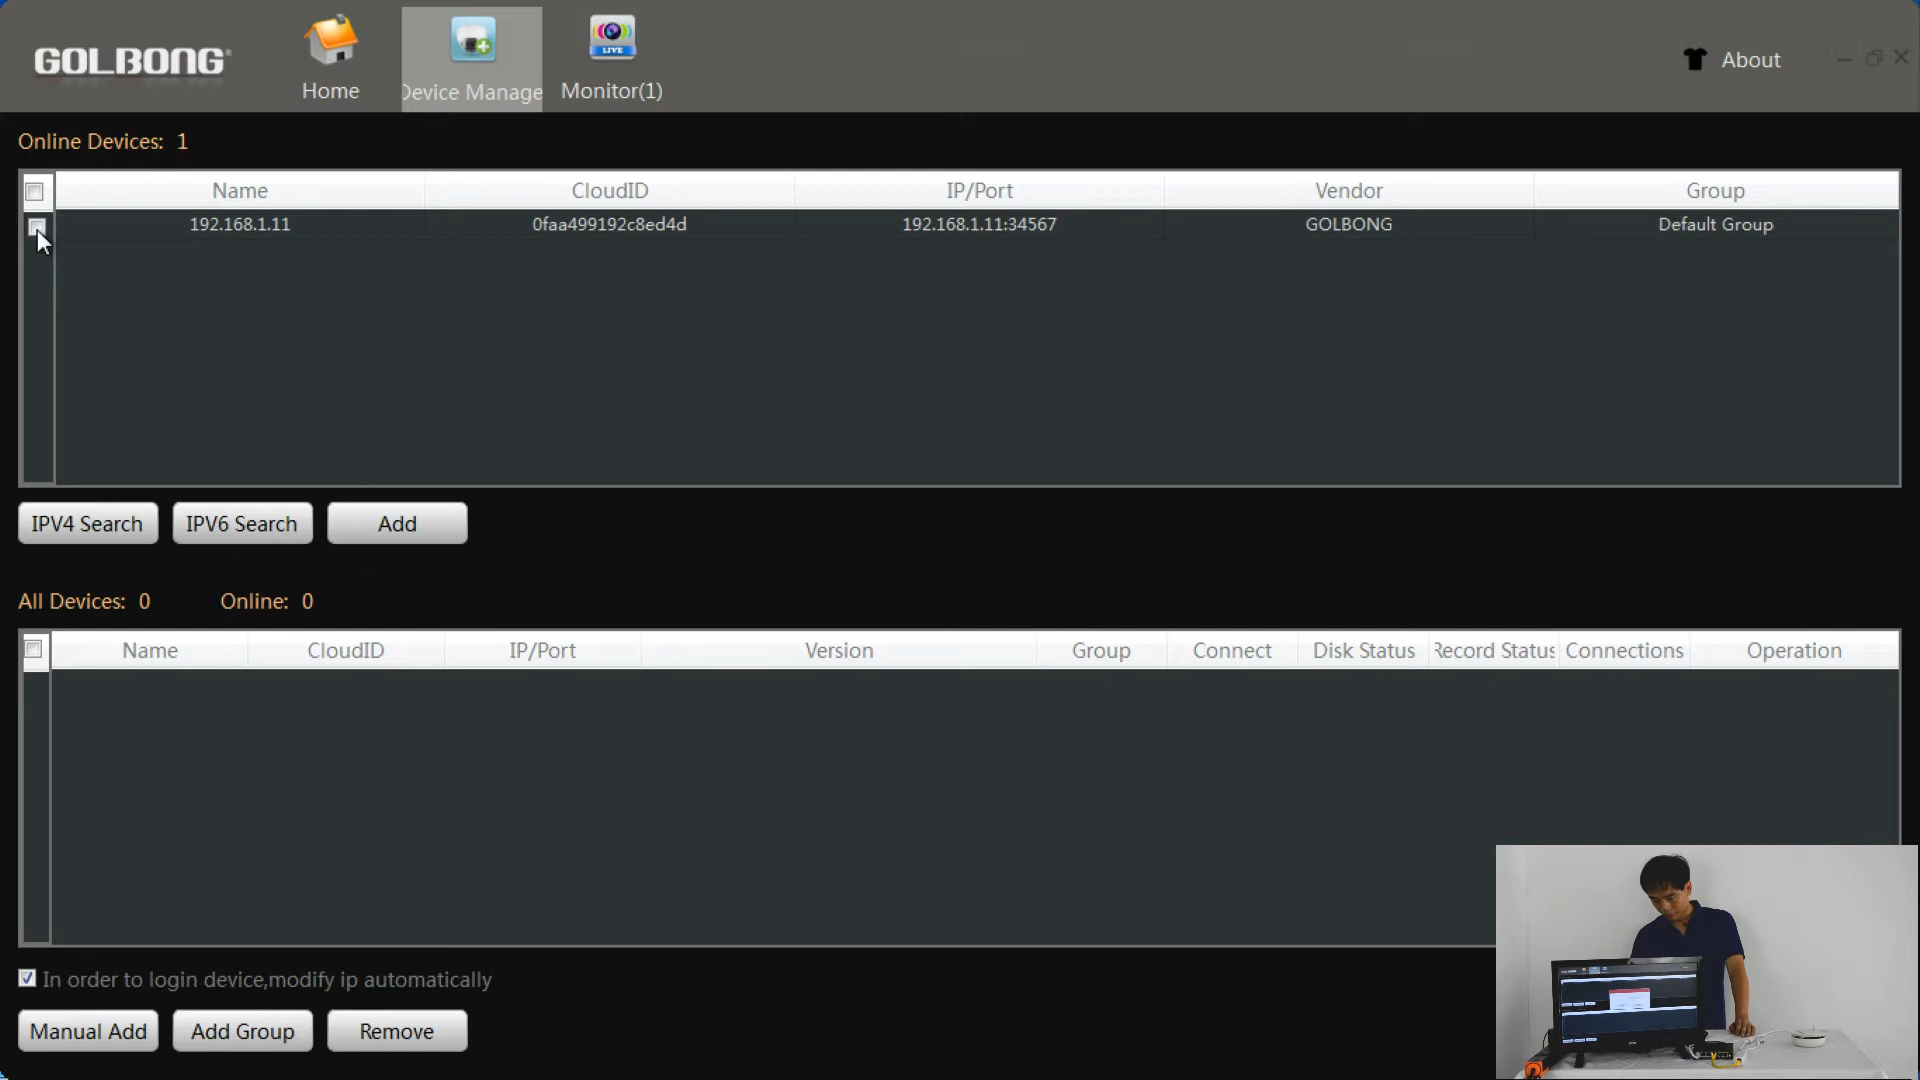 GOLBONG
Home
Device Manage
LIVE
Monitor(1)
About
Online Devices: 1
Name CloudID IP/Port Vendor Group
192.168.1.11 0faa499192c8ed4d 192.168.1.11:34567 GOLBONG Default Group
IPV4 Search IPV6 Search Add
All Devices: 0 Online: 0
Name CloudID IP/Port Version Group Connect Disk Status Record Status Connections Operation
In order to login device,modify ip automatically
Manual Add Add Group Remove